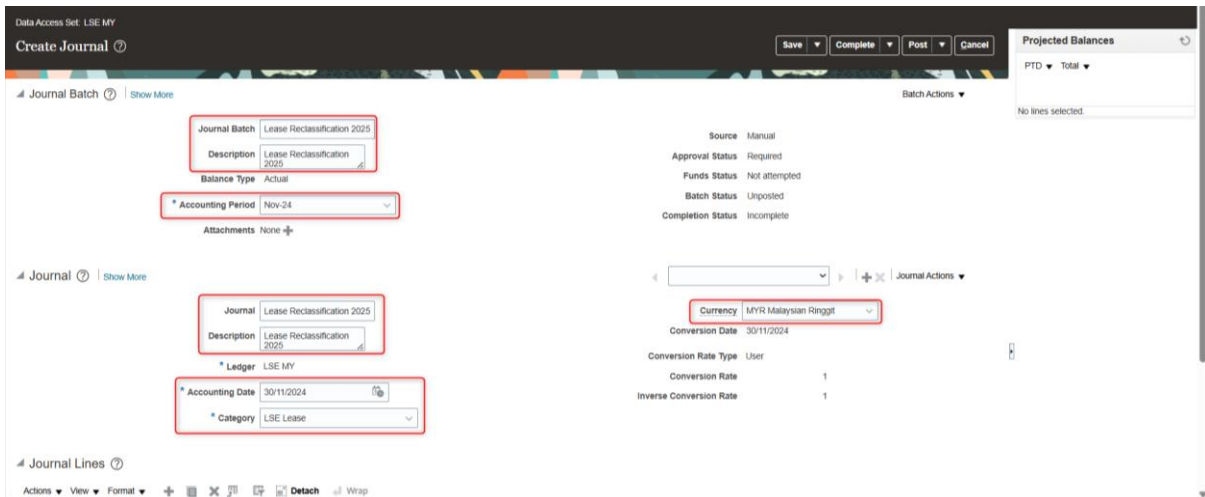 Data Access Set: LSE MY
Create Journal
Save Complete Post Cancel
Projected Balances
PTD Total
No lines selected.
Journal Batch Show More Batch Actions
Journal Batch Lease Reclassification 2025
Description Lease Reclassification 2025
Balance Type Actual
* Accounting Period Nov-24
Attachments None
Source Manual
Approval Status Required
Funds Status Not attempted
Batch Status Unposted
Completion Status Incomplete
Journal Show More Journal Actions
Journal Lease Reclassification 2025
Description Lease Reclassification 2025
* Ledger LSE MY
* Accounting Date 30/11/2024
* Category LSE Lease
Currency MYR Malaysian Ringgit
Conversion Date 30/11/2024
Conversion Rate Type User
Conversion Rate 1
Inverse Conversion Rate 1
Journal Lines
Actions View Format Detach Wrap